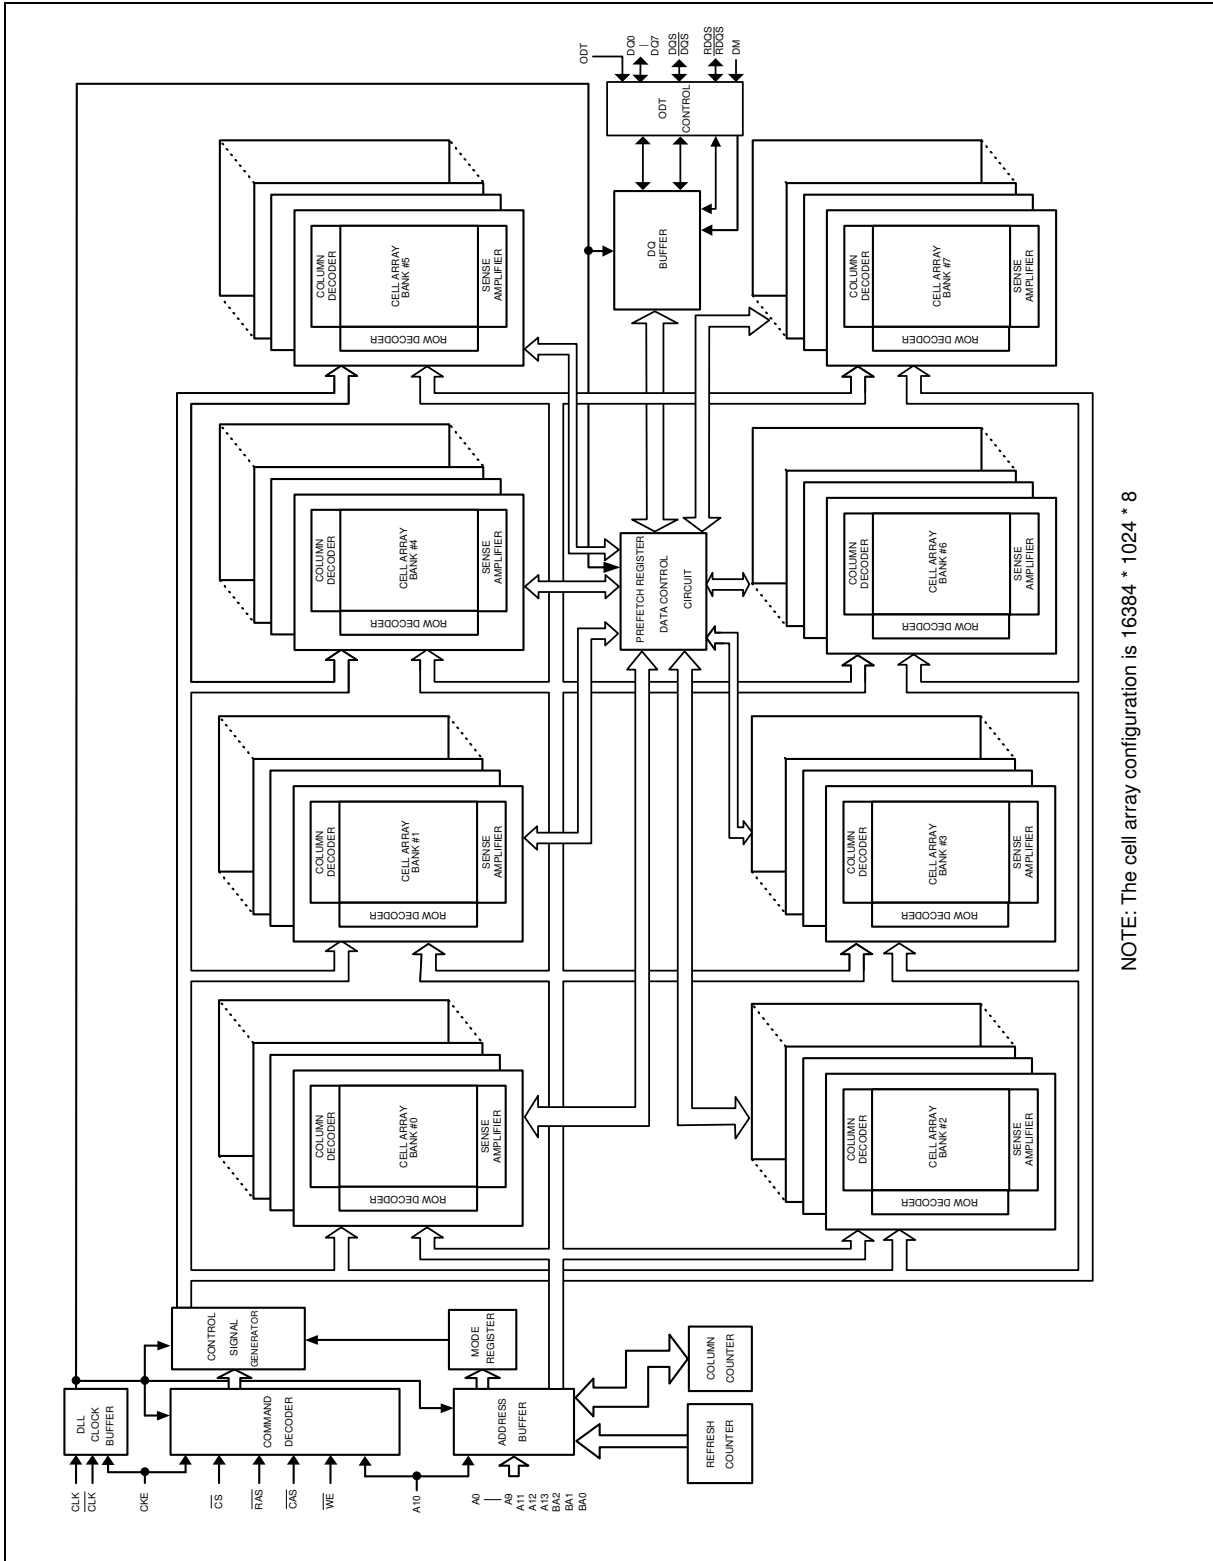 CLK
CLK
CKE
CS
RAS
CAS
WE
A10
A0
A9
A11
A12
A13
BA2
BA1
BA0
DLL
CLOCK
BUFFER
COMMAND
DECODER
ADDRESS
BUFFER
REFRESH
COUNTER
COLUMN
COUNTER
CONTROL
SIGNAL
GENERATOR
MODE
REGISTER
COLUMN
DECODER
CELL ARRAY
BANK #0
SENSE
AMPLIFIER
ROW DECODER
COLUMN
DECODER
CELL ARRAY
BANK #2
SENSE
AMPLIFIER
ROW DECODER
COLUMN
DECODER
CELL ARRAY
BANK #1
SENSE
AMPLIFIER
ROW DECODER
COLUMN
DECODER
CELL ARRAY
BANK #3
SENSE
AMPLIFIER
ROW DECODER
COLUMN
DECODER
CELL ARRAY
BANK #4
SENSE
AMPLIFIER
ROW DECODER
PREFETCH REGISTER
DATA CONTROL
CIRCUIT
COLUMN
DECODER
CELL ARRAY
BANK #6
SENSE
AMPLIFIER
ROW DECODER
COLUMN
DECODER
CELL ARRAY
BANK #5
SENSE
AMPLIFIER
ROW DECODER
DQ
BUFFER
COLUMN
DECODER
CELL ARRAY
BANK #7
SENSE
AMPLIFIER
ROW DECODER
ODT
CONTROL
ODT
DQ0
DQ7
DQS
DQS
RDQS
RDQS
DM
NOTE: The cell array configuration is 16384 * 1024 * 8